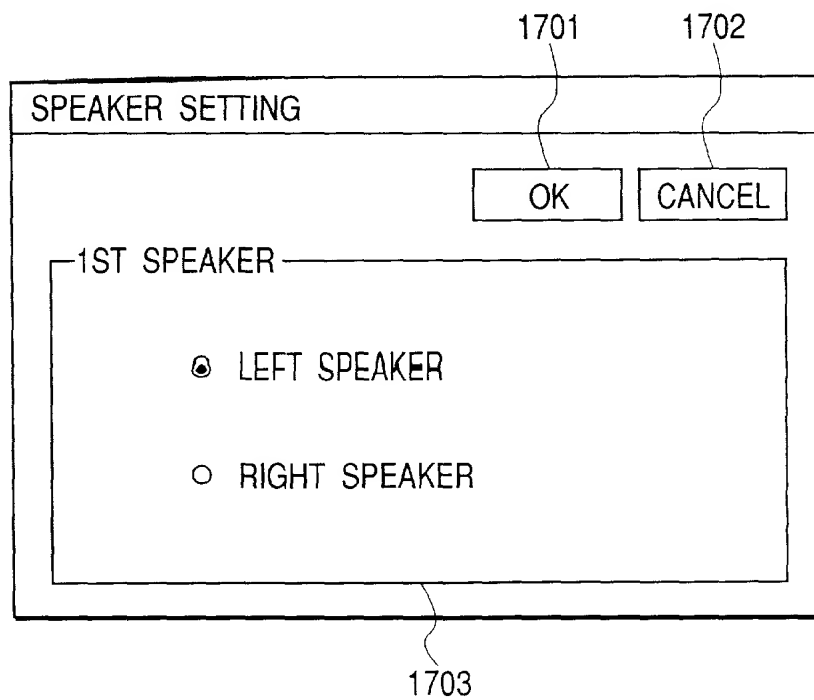 1701 1702
SPEAKER SETTING
OK CANCEL
1ST SPEAKER
LEFT SPEAKER
RIGHT SPEAKER
1703